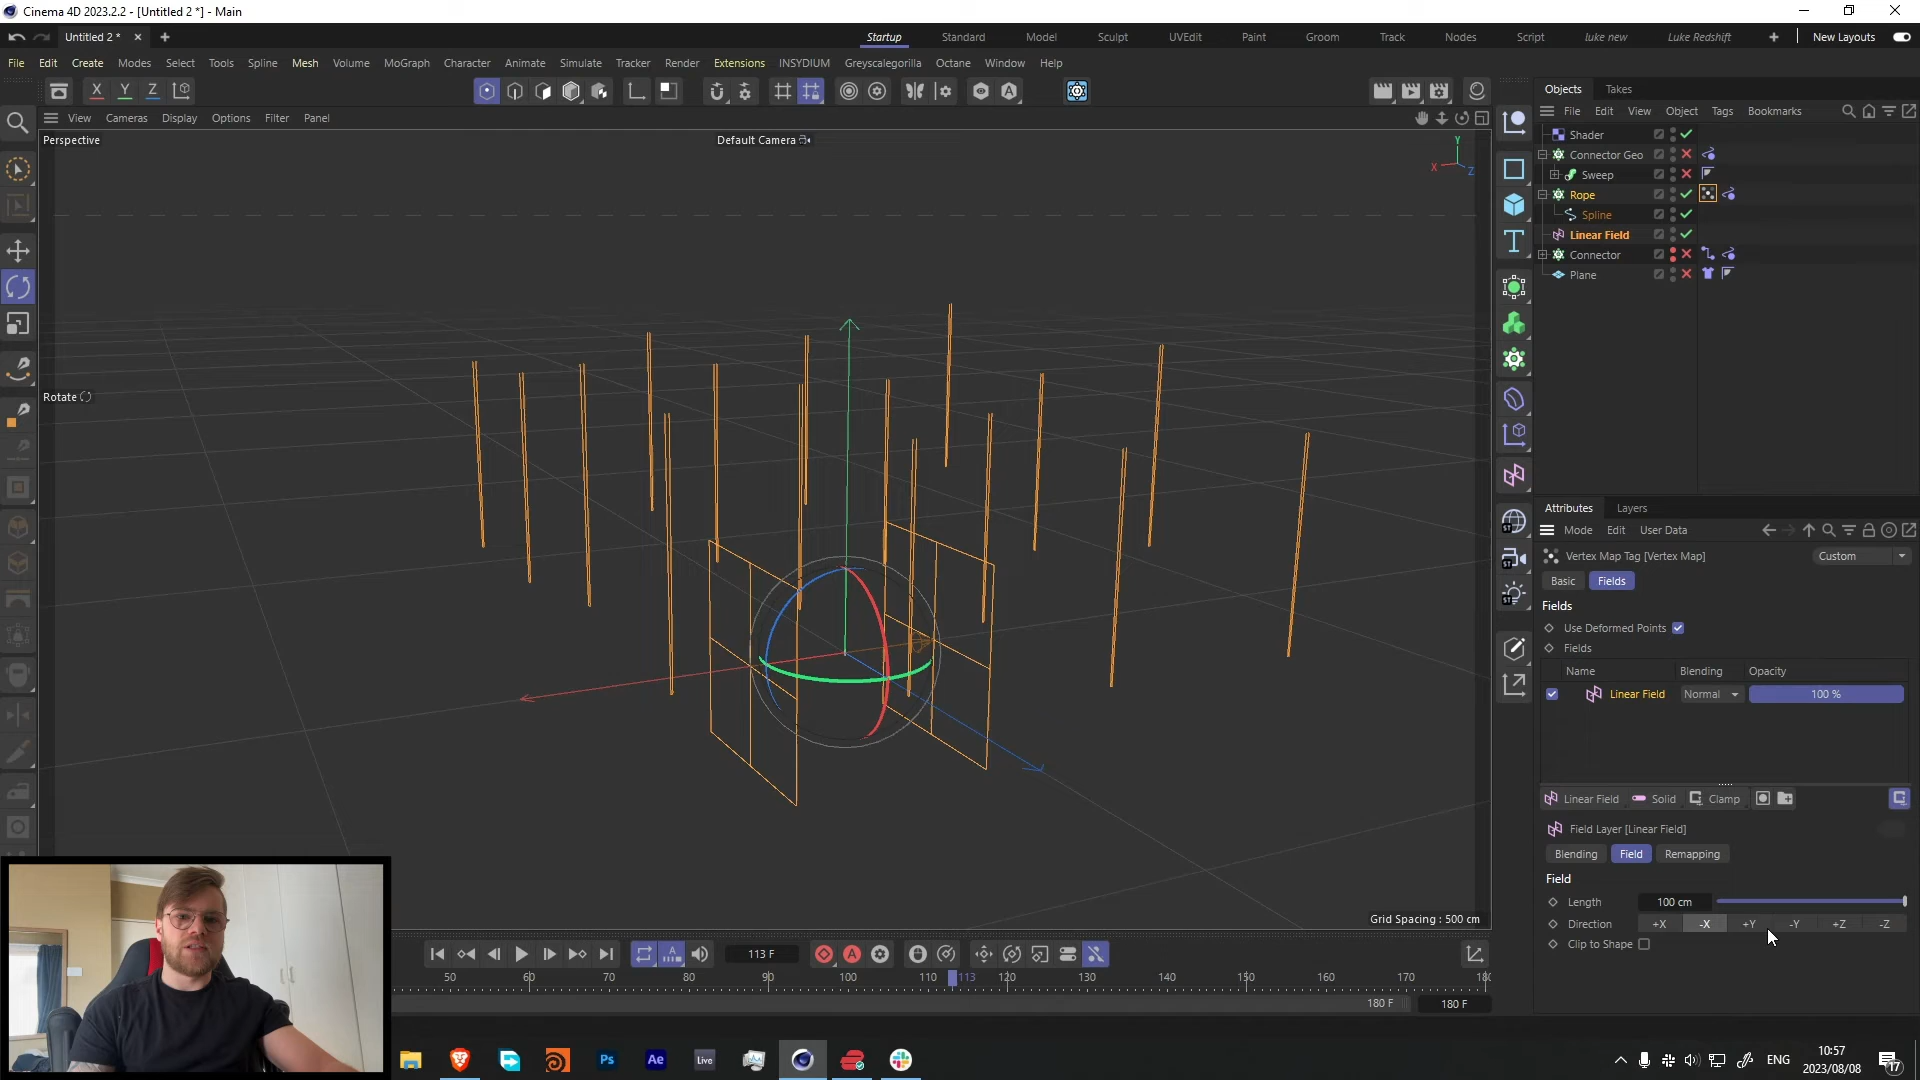 Cinema 4D 2023.2.2 - [Untitled 2 *] - Main
Untitled 2 *
Startup Standard Model Sculpt UVEdit Paint Groom Track Nodes Script luke new Luke Redshift New Layouts
File Edit Create Modes Select Tools Spline Mesh Volume MoGraph Character Animate Simulate Tracker Render Extensions INSYDIUM Greyscalegorilla Octane Window Help
X Y Z
Objects Takes
File Edit View Object Tags Bookmarks
View Cameras Display Options Filter Panel
Perspective
Default Camera
Y
X
Z
Shader
Connector Geo
Sweep
Rope
Spline
Linear Field
Connector
Plane
Rotate
Attributes Layers
Mode Edit User Data
Vertex Map Tag [Vertex Map] Custom
Basic Fields
Fields
Use Deformed Points
Fields
Name Blending Opacity
Linear Field Normal 100 %
Linear Field Solid Clamp
Field Layer [Linear Field]
Blending Field Remapping
Field
Length 100 cm
Direction +X -X +Y -Y +Z -Z
Clip to Shape
Grid Spacing : 500 cm
113 F
50 60 70 80 90 100 110 113 120 130 140 150 160 170
180 F 180 F
Ps Ae Live
ENG
10:57
2023/08/08
17